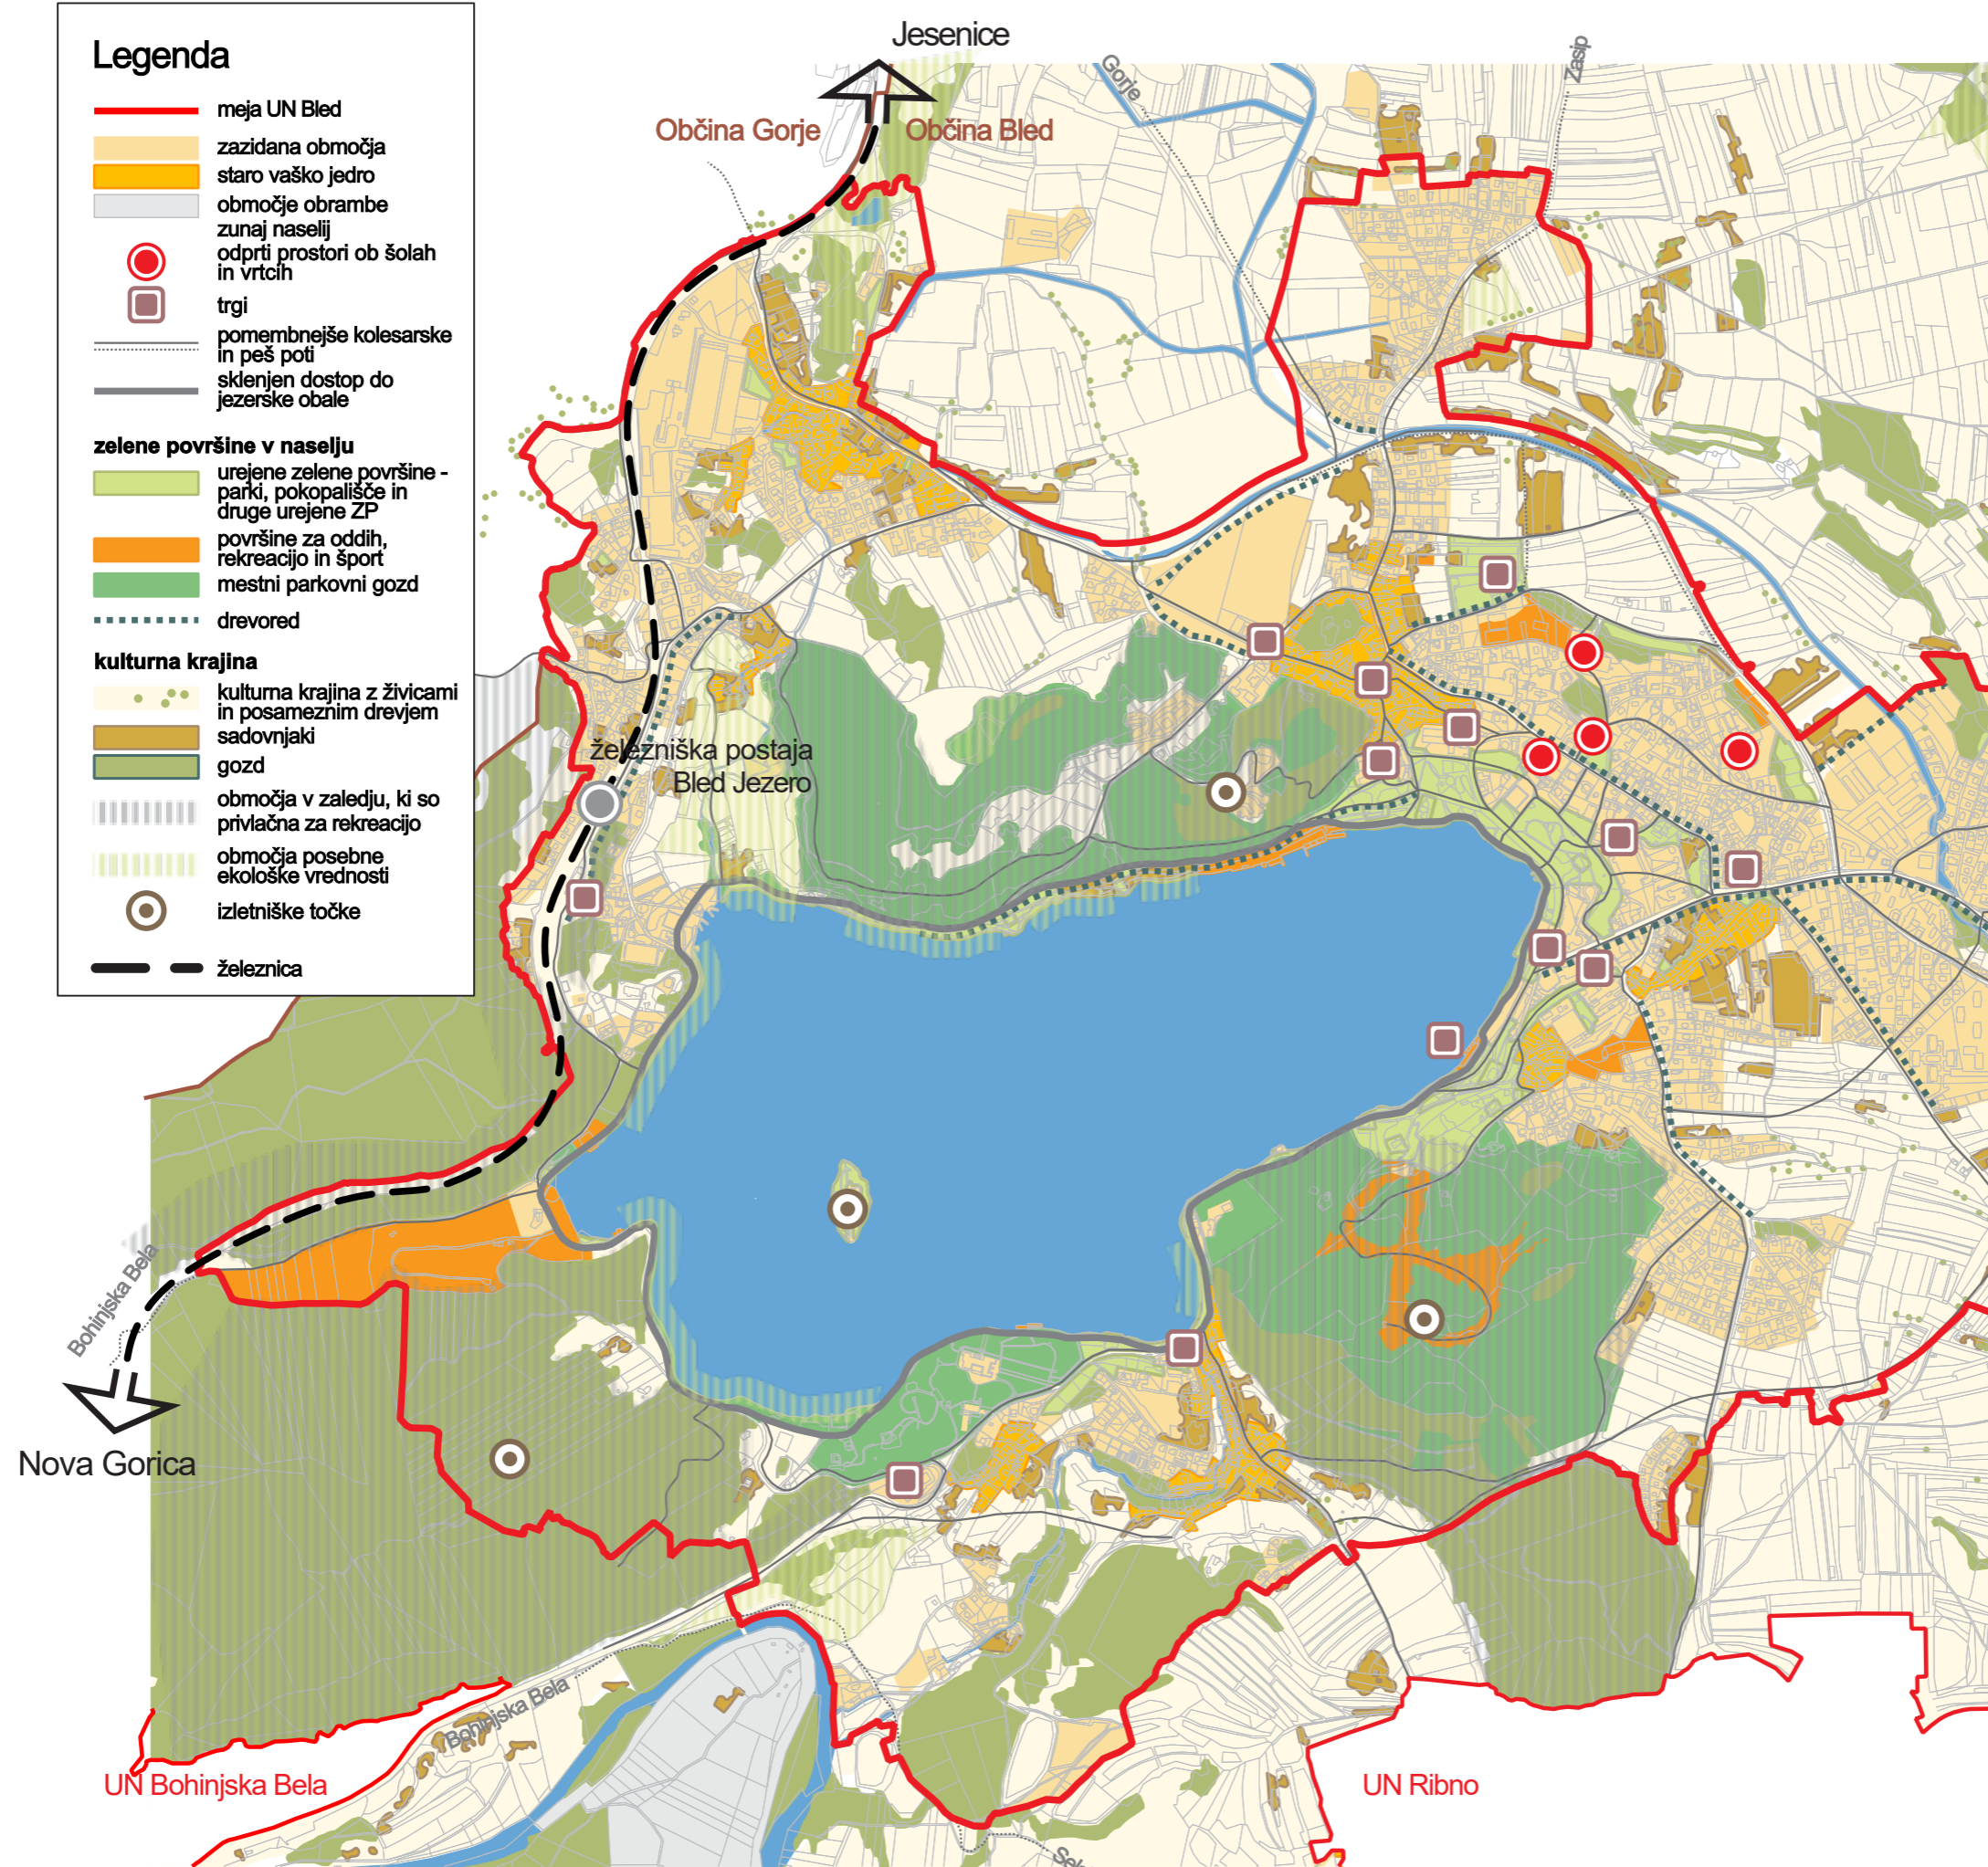 Legenda
meja UN Bled
zazidana območja
staro vaško jedro
območje obrambe
zunaj naselij
odprti prostori ob šolah
in vrtcih
trgi
pomembnejše kolesarske
in peš poti
sklenjen dostop do
jezerske obale
zelene površine v naselju
urejene zelene površine -
parki, pokopališče in
druge urejene ZP
površine za oddih,
rekreacijo in šport
mestni parkovni gozd
drevored
kulturna krajina
kulturna krajina z živicami
in posameznim drevjem
sadovnjaki
gozd
območja v zaledju, ki so
privlačna za rekreacijo
območja posebne
ekološke vrednosti
izletniške točke
železnica
Jesenice
Občina Gorje
Občina Bled
Gorje
Zasip
železniška postaja
Bled Jezero
Bohinjska Bela
Nova Gorica
Bohinjska Bela
UN Bohinjska Bela
UN Ribno